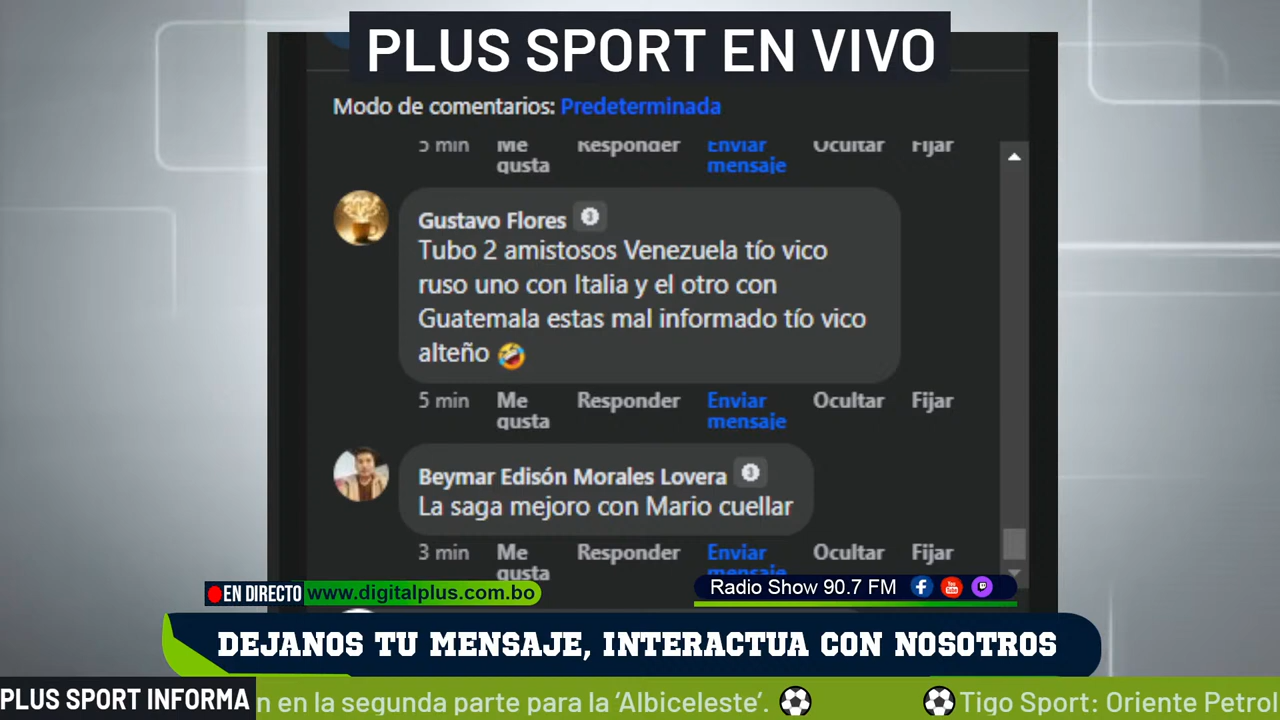 PLUS SPORT EN VIVO
Modo de comentarios: Predeterminada
5 min Me gusta Responder Enviar mensaje Ocultar Fijar
Gustavo Flores
Tubo 2 amistosos Venezuela tío vico
ruso uno con Italia y el otro con
Guatemala estas mal informado tío vico
alteño 🤣
5 min Me gusta Responder Enviar mensaje Ocultar Fijar
Beymar Edisón Morales Lovera
La saga mejoro con Mario cuellar
3 min Me gusta Responder Enviar mensaje Ocultar Fijar
EN DIRECTO www.digitalplus.com.bo
Radio Show 90.7 FM
DEJANOS TU MENSAJE, INTERACTUA CON NOSOTROS
PLUS SPORT INFORMA n en la segunda parte para la ‘Albiceleste’. Tigo Sport: Oriente Petrol